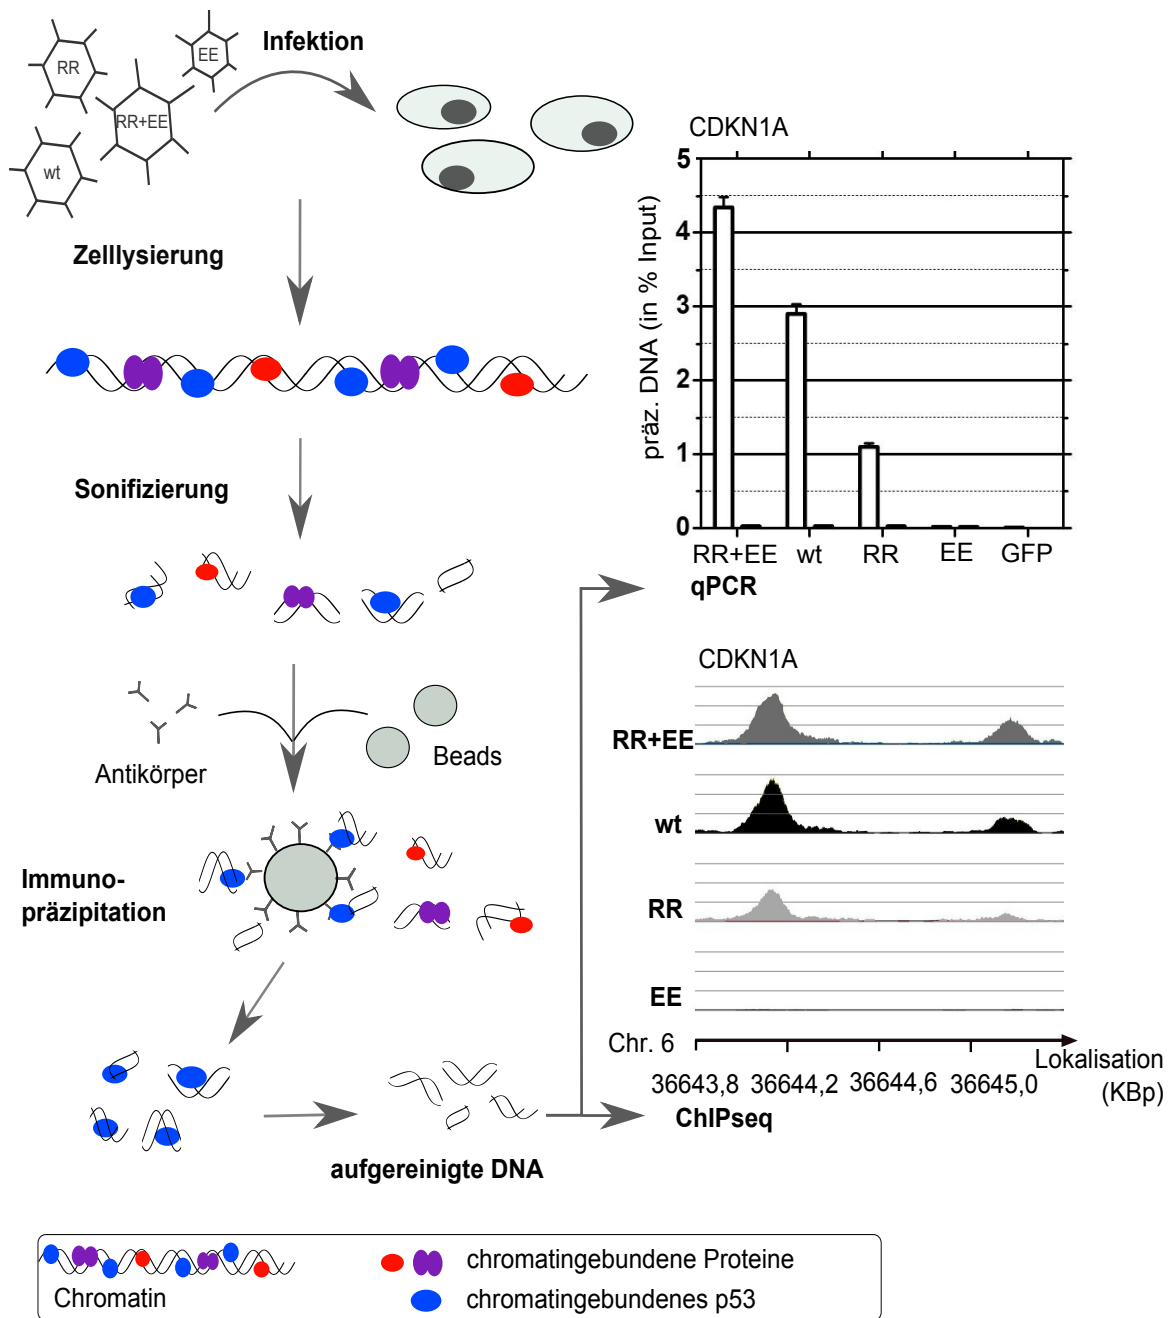 Infektion
RR
EE
RR+EE
wt
Zelllysierung
Sonifizierung
Antikörper
Beads
Immuno-
präzipitation
aufgereinigte DNA
CDKN1A
präz. DNA (in % Input)
5
4
3
2
1
0
RR+EE wt RR EE GFP
qPCR
CDKN1A
RR+EE
wt
RR
EE
Chr. 6
Lokalisation
(KBp)
36643,8 36644,2 36644,6 36645,0
ChIPseq
Chromatin
chromatingebundene Proteine
chromatingebundenes p53